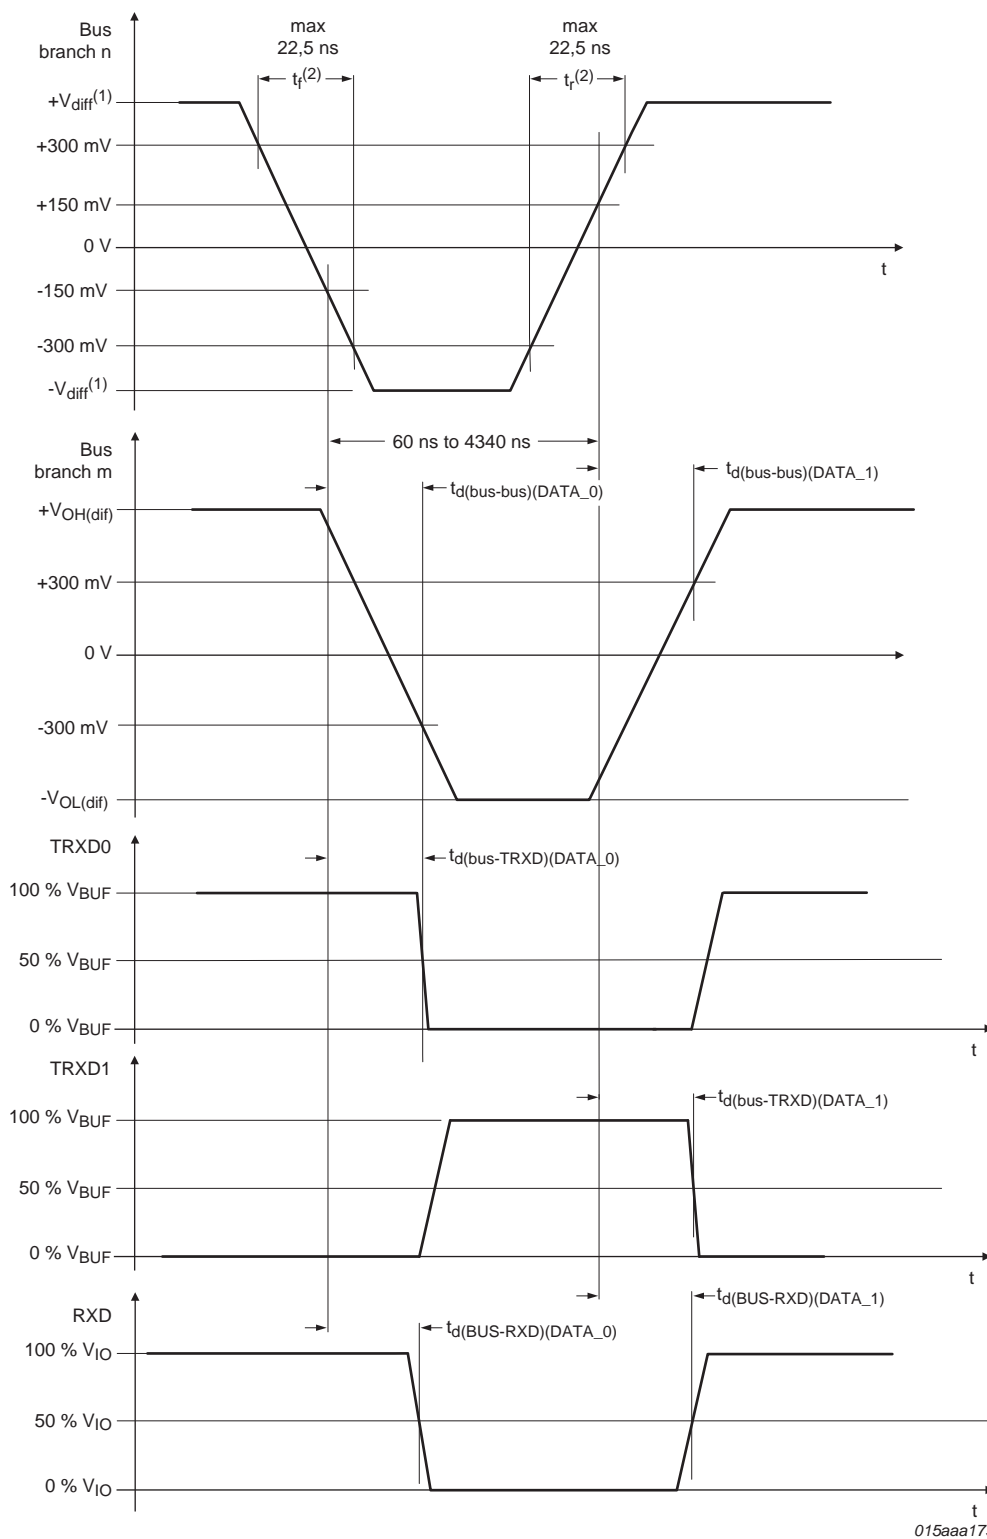 Bus
branch n
max
22,5 ns
max
22,5 ns
tf(2)
tr(2)
+Vdiff(1)
+300 mV
+150 mV
0 V
t
-150 mV
-300 mV
-Vdiff(1)
Bus
branch m
60 ns to 4340 ns
td(bus-bus)(DATA_0)
td(bus-bus)(DATA_1)
+VOH(dif)
+300 mV
0 V
-300 mV
-VOL(dif)
TRXD0
td(bus-TRXD)(DATA_0)
100 % VBUF
50 % VBUF
0 % VBUF
t
TRXD1
td(bus-TRXD)(DATA_1)
100 % VBUF
50 % VBUF
0 % VBUF
t
RXD
td(BUS-RXD)(DATA_0)
td(BUS-RXD)(DATA_1)
100 % VIO
50 % VIO
0 % VIO
t